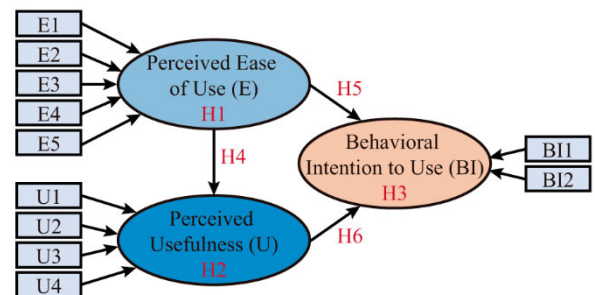 E1
E2
E3
E4
E5
Perceived Ease
of Use (E)
H1
H5
H4
Behavioral
Intention to Use (BI)
H3
BI1
BI2
U1
U2
U3
U4
Perceived
Usefulness (U)
H2
H6